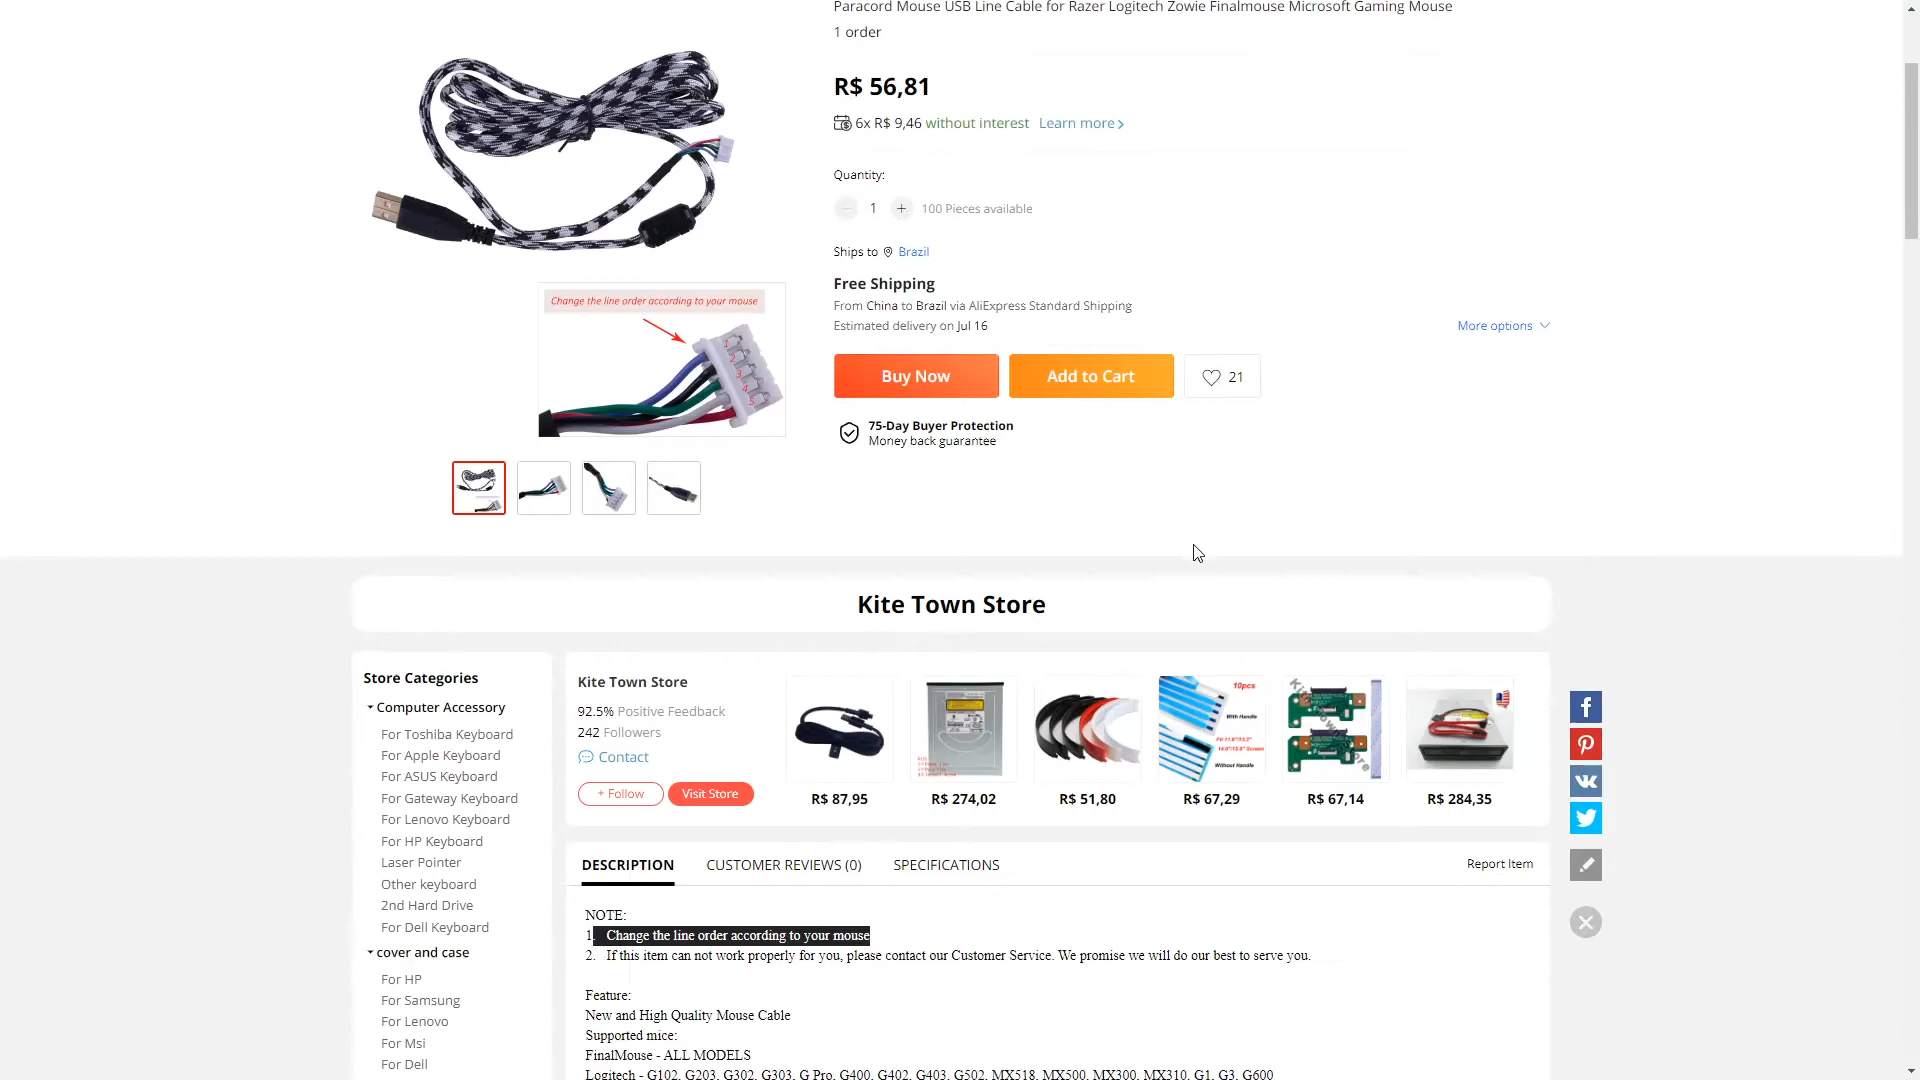 Paracord Mouse USB Line Cable for Razer Logitech Zowie Finalmouse Microsoft Gaming Mouse
1 order
R$ 56,81
6x R$ 9,46 without interest Learn more
Quantity:
1 100 Pieces available
Ships to Brazil
Free Shipping
From China to Brazil via AliExpress Standard Shipping
Estimated delivery on Jul 16
More options
Buy Now
Add to Cart
21
75-Day Buyer Protection
Money back guarantee
Change the line order according to your mouse
1
2
3
4
5
Kite Town Store
Store Categories
Computer Accessory
For Toshiba Keyboard
For Apple Keyboard
For ASUS Keyboard
For Gateway Keyboard
For Lenovo Keyboard
For HP Keyboard
Laser Pointer
Other keyboard
2nd Hard Drive
For Dell Keyboard
cover and case
For HP
For Samsung
For Lenovo
For Msi
For Dell
Kite Town Store
92.5% Positive Feedback
242 Followers
Contact
+ Follow
Visit Store
10pcs
With Handle
Without Handle
R$ 87,95
R$ 274,02
R$ 51,80
R$ 67,29
R$ 67,14
R$ 284,35
DESCRIPTION
CUSTOMER REVIEWS (0)
SPECIFICATIONS
Report Item
NOTE:
1. Change the line order according to your mouse
2. If this item can not work properly for you, please contact our Customer Service. We promise we will do our best to serve you.
Feature:
New and High Quality Mouse Cable
Supported mice:
FinalMouse - ALL MODELS
Logitech - G102, G203, G302, G303, G Pro, G400, G402, G403, G502, MX518, MX500, MX300, MX310, G1, G3, G600